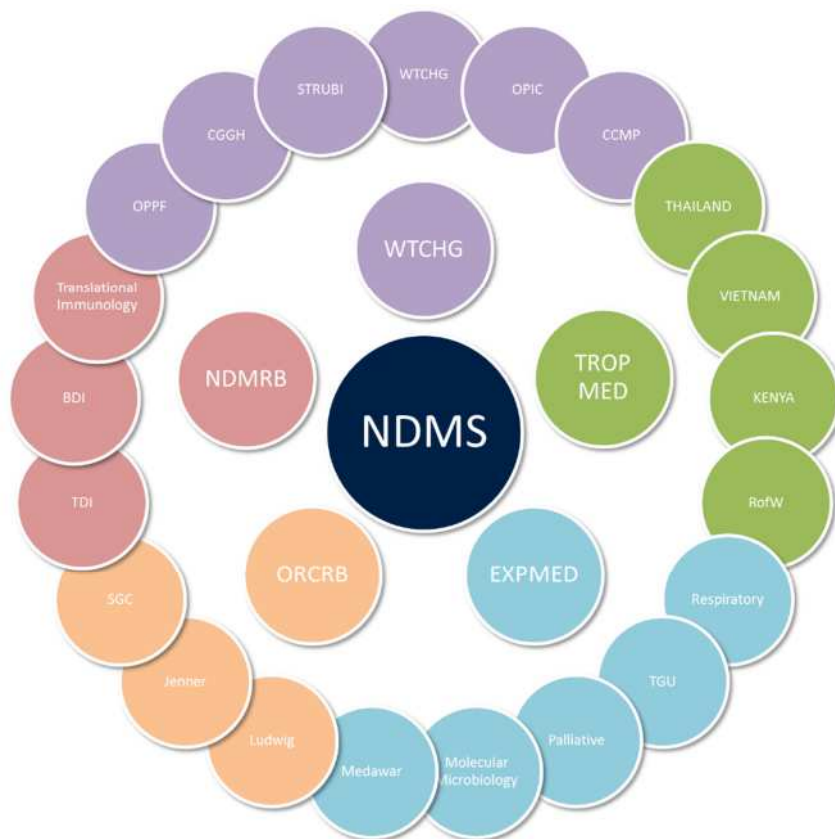 WTCHG
OPIC
CCMP
THAILAND
VIETNAM
KENYA
RofW
Respiratory
TGU
Palliative
Molecular
Microbiology
Medawar
Ludwig
Jenner
SGC
TDI
BDI
Translational
Immunology
OPPF
CGGH
STRUBI
WTCHG
TROP
MED
EXPMED
ORCRB
NDMRB
NDMS